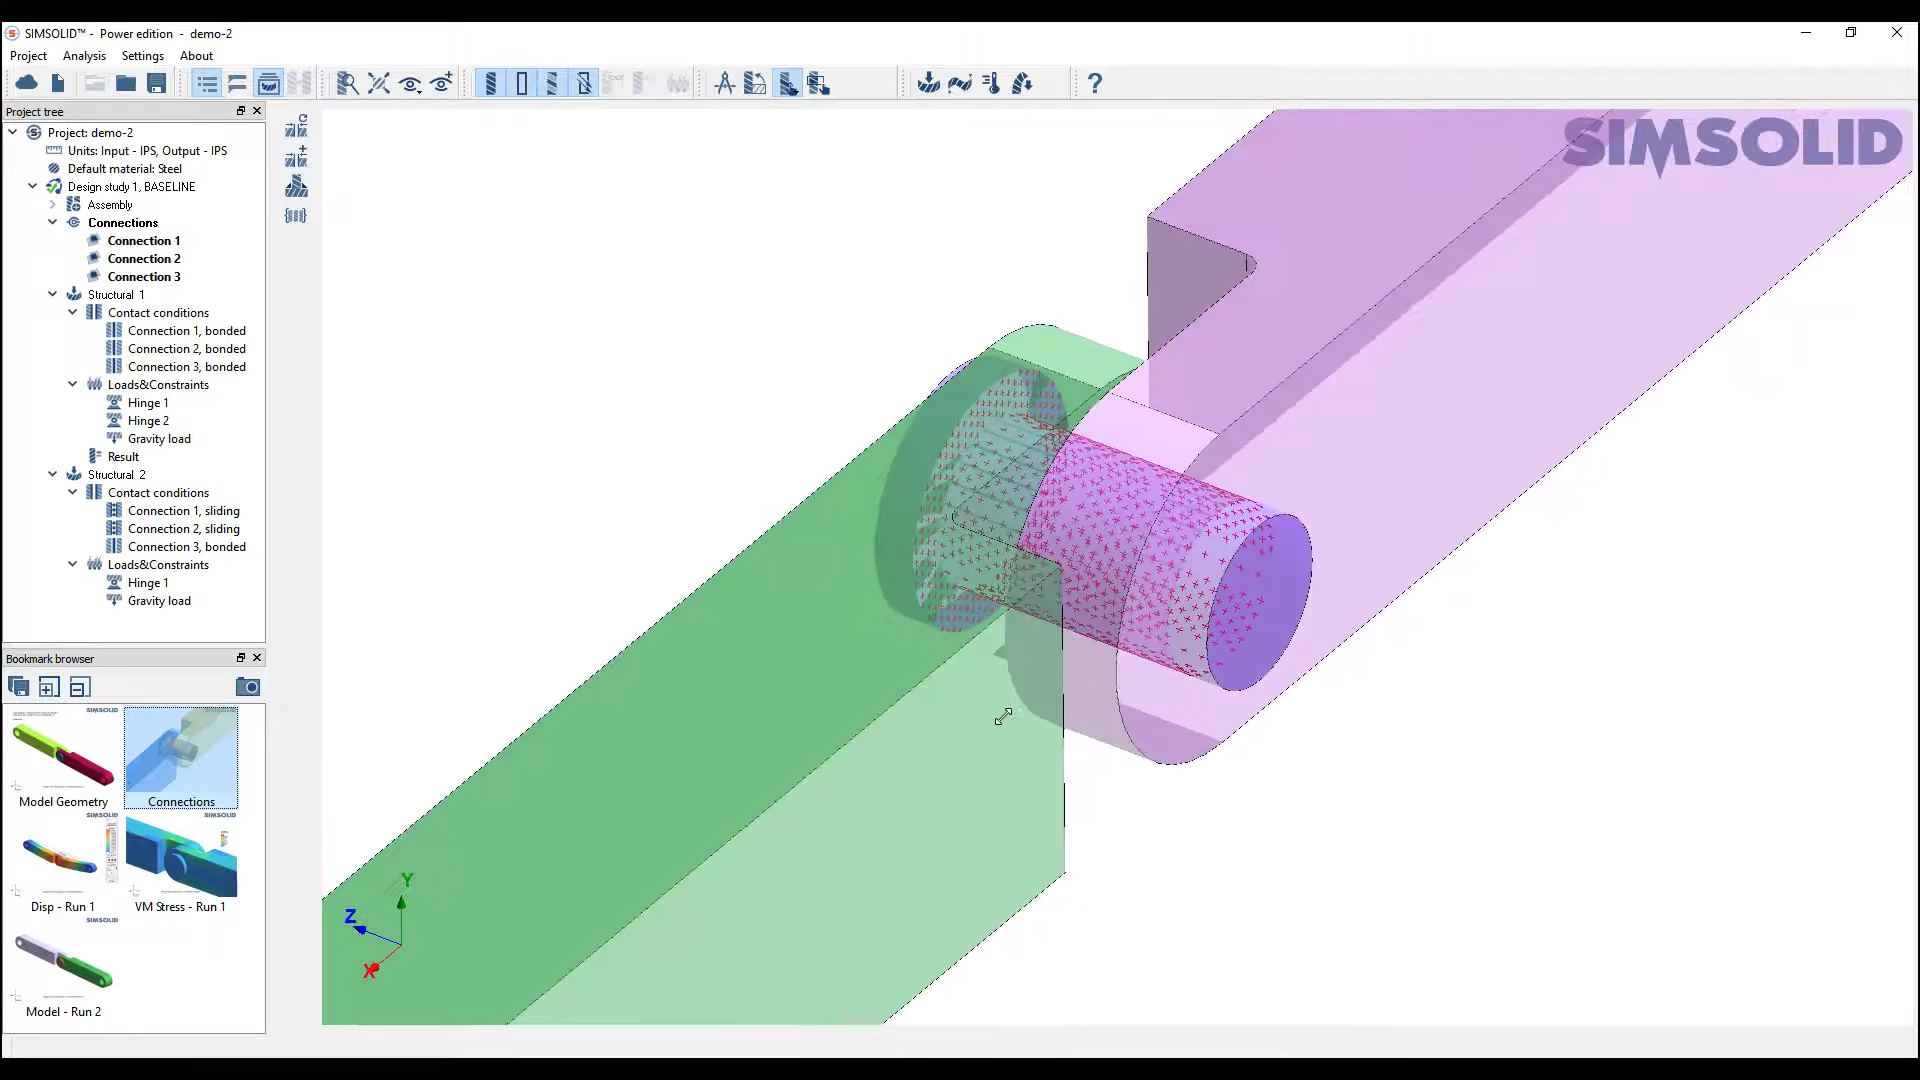 SIMSOLID™ - Power edition - demo-2
Project Analysis Settings About
Project tree
Project: demo-2
Units: Input - IPS, Output - IPS
Default material: Steel
Design study 1, BASELINE
Assembly
Connections
Connection 1
Connection 2
Connection 3
Structural 1
Contact conditions
Connection 1, bonded
Connection 2, bonded
Connection 3, bonded
Loads&Constraints
Hinge 1
Hinge 2
Gravity load
Result
Structural 2
Contact conditions
Connection 1, sliding
Connection 2, sliding
Connection 3, bonded
Loads&Constraints
Hinge 1
Gravity load
Bookmark browser
SIMSOLID
Model Geometry
Connections
SIMSOLID
SIMSOLID
Disp - Run 1
VM Stress - Run 1
SIMSOLID
Model - Run 2
SIMSOLID
Y
Z
X